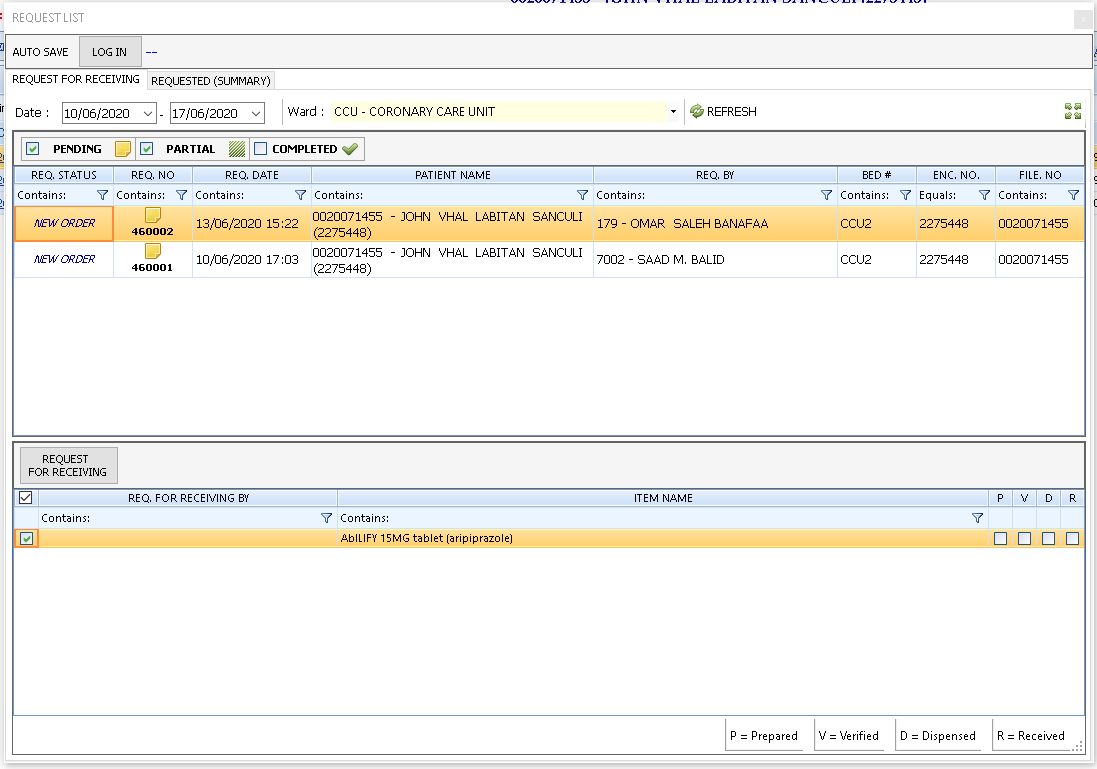 REQUEST LIST
AUTO SAVE LOG IN --
REQUEST FOR RECEIVING REQUESTED (SUMMARY)
Date : 10/06/2020 - 17/06/2020 Ward : CCU - CORONARY CARE UNIT REFRESH
PENDING PARTIAL COMPLETED
REQ. STATUS REQ. NO REQ. DATE PATIENT NAME REQ. BY BED # ENC. NO. FILE. NO
Contains: Contains: Contains: Contains: Contains: Contains: Equals: Contains:
NEW ORDER 460002 13/06/2020 15:22 0020071455 - JOHN VHAL LABITAN SANCULI (2275448) 179 - OMAR SALEH BANAFAA CCU2 2275448 0020071455
NEW ORDER 460001 10/06/2020 17:03 0020071455 - JOHN VHAL LABITAN SANCULI (2275448) 7002 - SAAD M. BALID CCU2 2275448 0020071455
REQUEST
FOR RECEIVING
REQ. FOR RECEIVING BY ITEM NAME P V D R
Contains: Contains:
AbILIFY 15MG tablet (aripiprazole)
P = Prepared V = Verified D = Dispensed R = Received